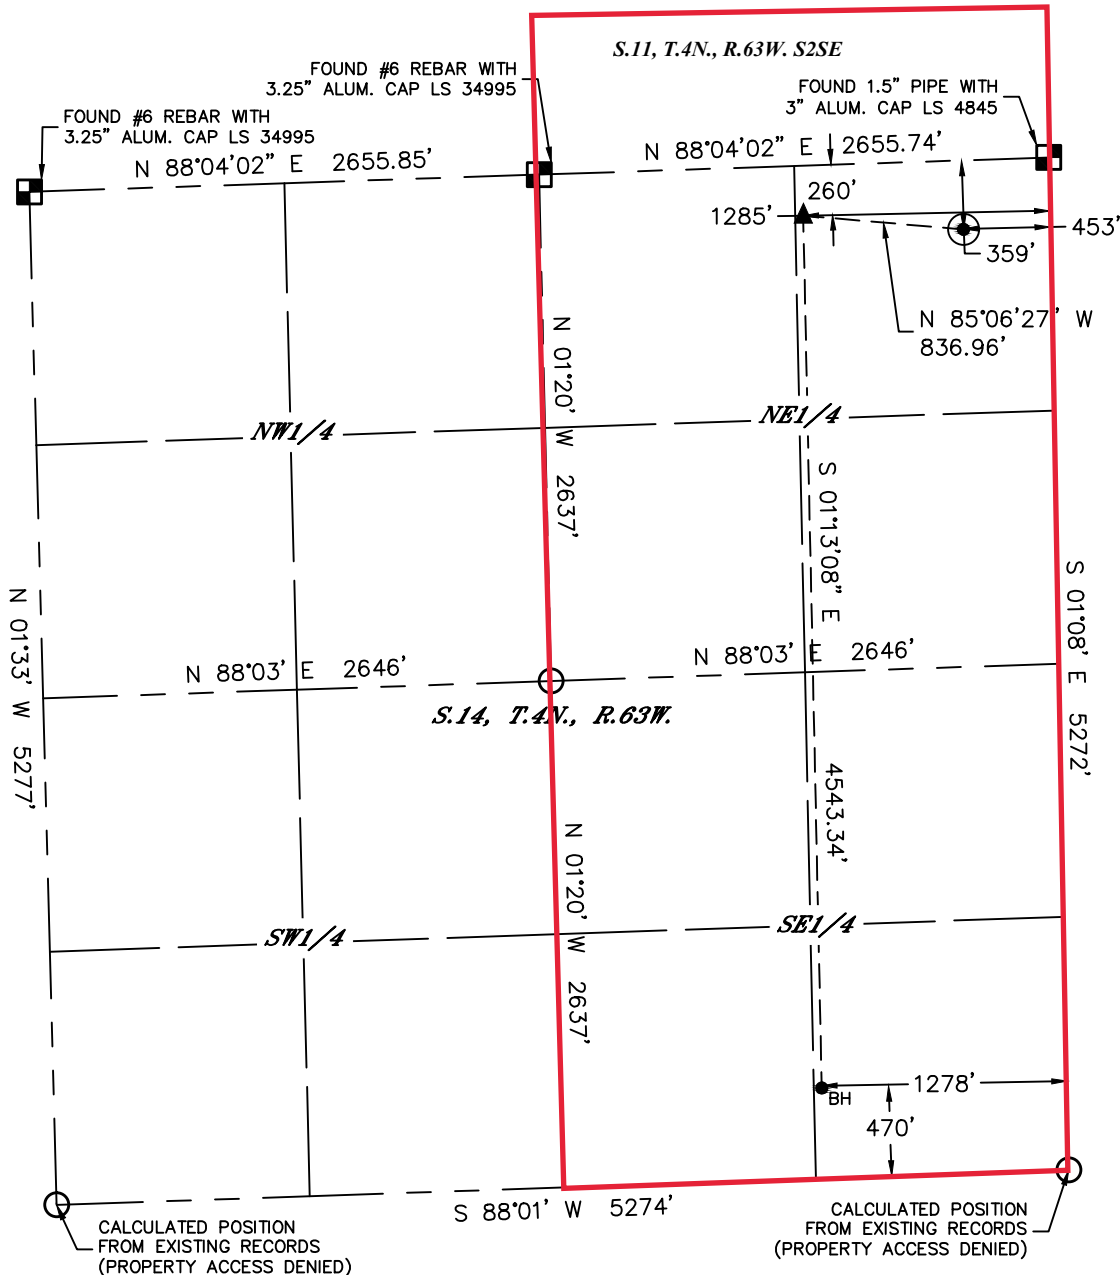 S.11, T.4N., R.63W. S2SE
FOUND #6 REBAR WITH
3.25" ALUM. CAP LS 34995
FOUND 1.5" PIPE WITH
3" ALUM. CAP LS 4845
FOUND #6 REBAR WITH
3.25" ALUM. CAP LS 34995
N 88°04'02" E 2655.85'
N 88°04'02" E 2655.74'
260'
1285'
453'
359'
N 85°06'27" W
836.96'
N 01°20' W 2637'
NW1/4
NE1/4
S 01°13'08" E
4543.34'
N 01°33' W 5277'
S 01°08' E 5272'
N 88°03' E 2646'
N 88°03' E 2646'
S.14, T.4N., R.63W.
N 01°20' W 2637'
SW1/4
SE1/4
BH
1278'
470'
S 88°01' W 5274'
CALCULATED POSITION
FROM EXISTING RECORDS
(PROPERTY ACCESS DENIED)
CALCULATED POSITION
FROM EXISTING RECORDS
(PROPERTY ACCESS DENIED)